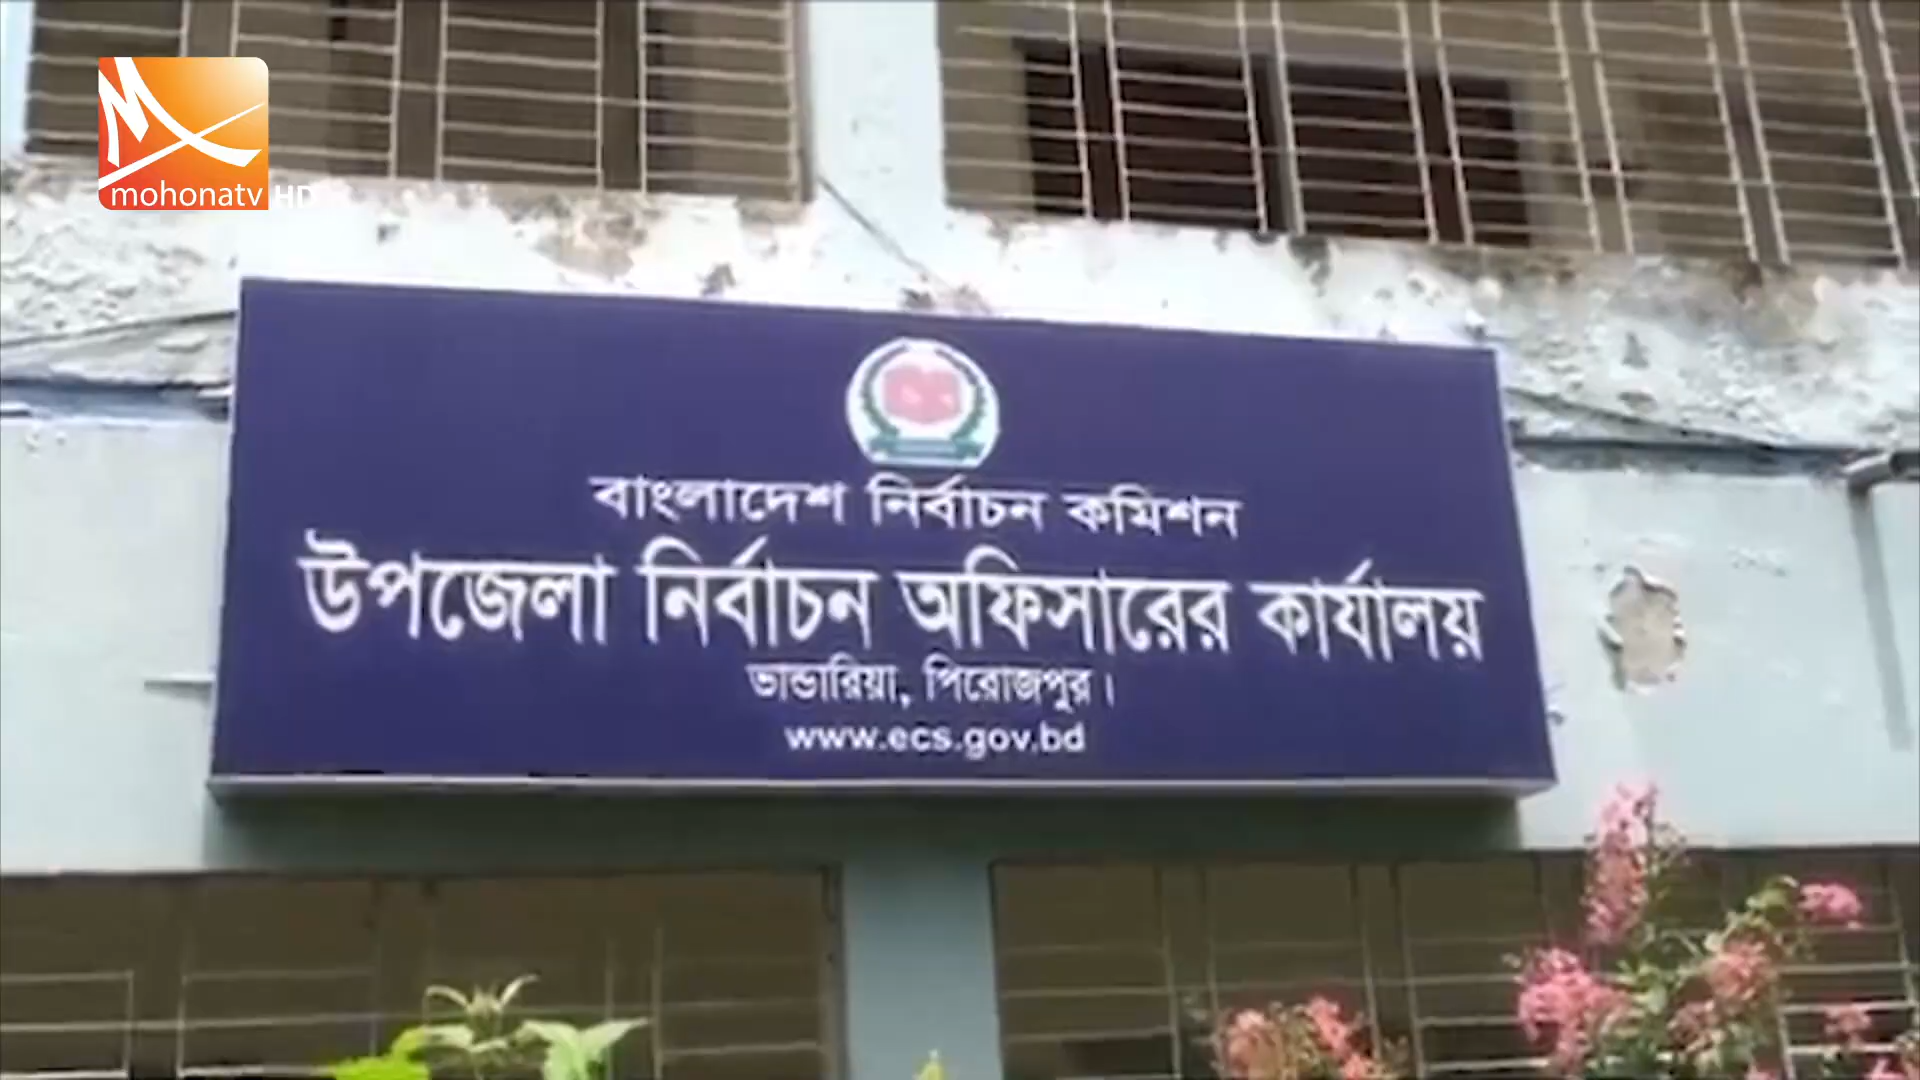 mohonatv HD
বাংলাদেশ নির্বাচন কমিশন
উপজেলা নির্বাচন অফিসারের কার্যালয়
ভান্ডারিয়া, পিরোজপুর।
www.ecs.gov.bd